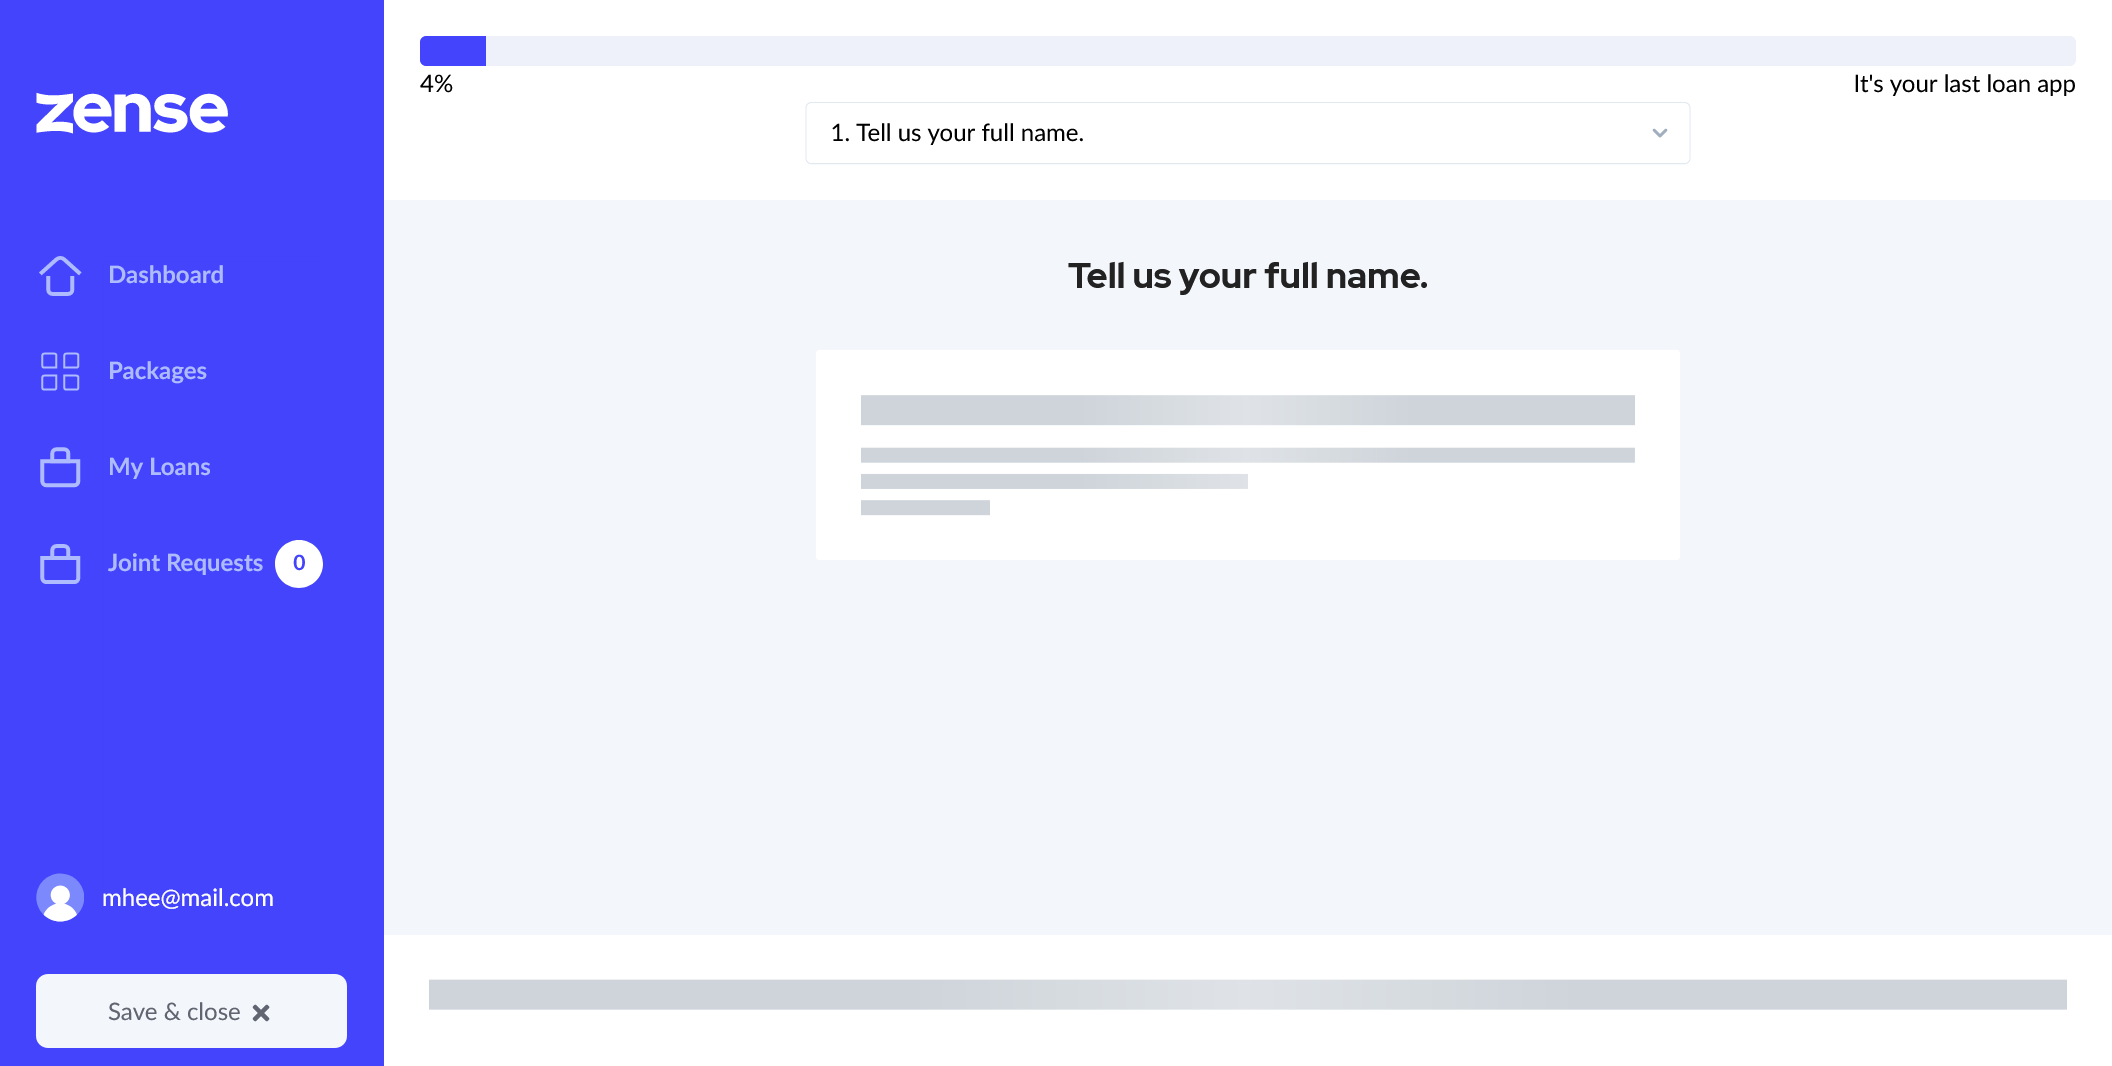 zense
Dashboard
Packages
My Loans
Joint Requests 0
mhee@mail.com
Save & close
4%
It's your last loan app
1. Tell us your full name.
Tell us your full name.